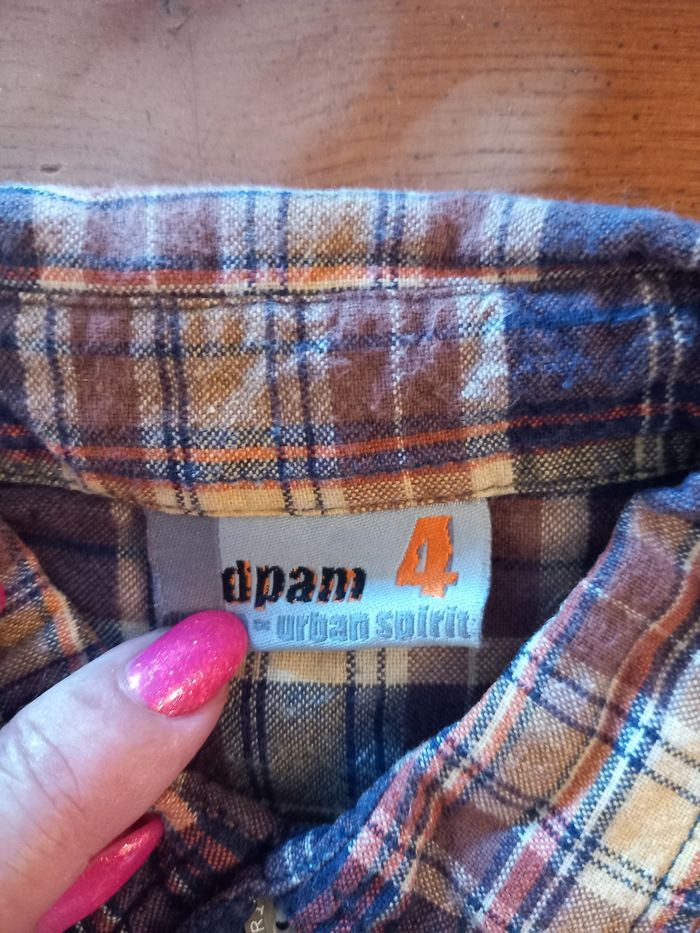 dpam 4
- urban spirit